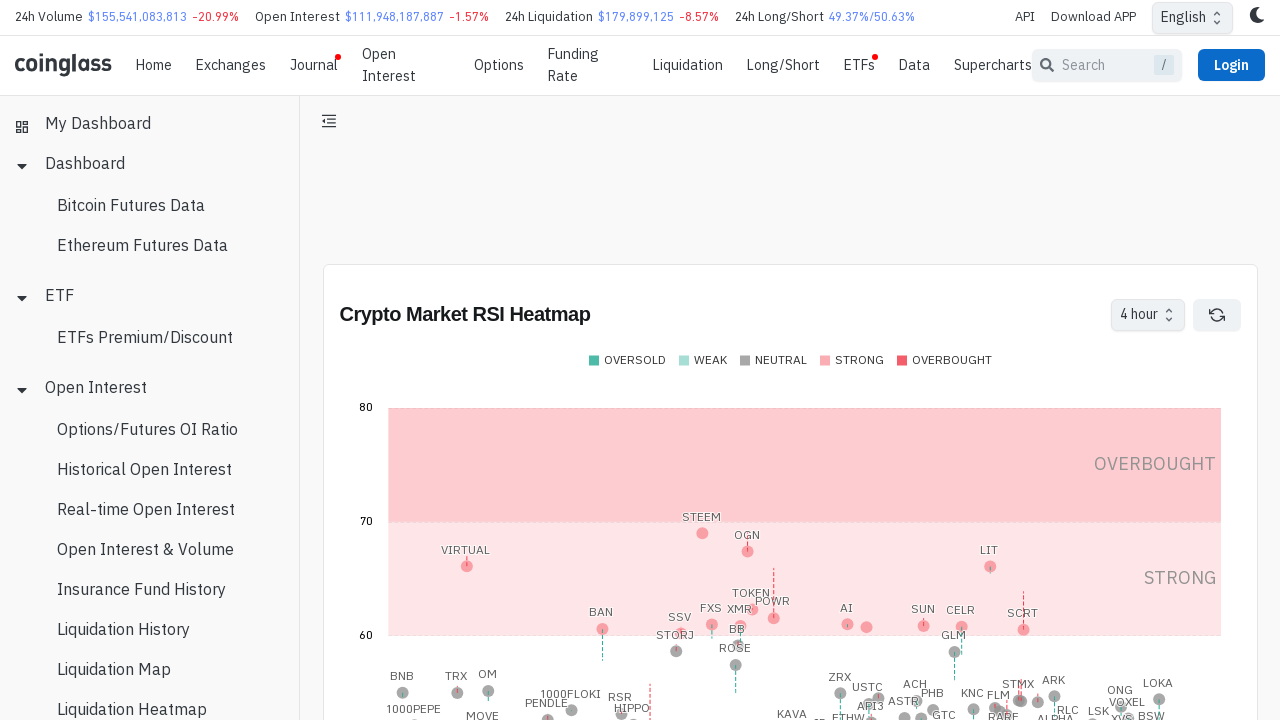 24h Volume $155,541,083,813 -20.99% Open Interest $111,948,187,887 -1.57% 24h Liquidation $179,899,125 -8.57% 24h Long/Short 49.37%/50.63% API Download APP English
coinglass Home Exchanges Journal Open Interest Options Funding Rate Liquidation Long/Short ETFs Data Supercharts Search / Login
My Dashboard
Dashboard
Bitcoin Futures Data
Ethereum Futures Data
ETF
ETFs Premium/Discount
Open Interest
Options/Futures OI Ratio
Historical Open Interest
Real-time Open Interest
Open Interest & Volume
Insurance Fund History
Liquidation History
Liquidation Map
Liquidation Heatmap
Crypto Market RSI Heatmap 4 hour
OVERSOLD WEAK NEUTRAL STRONG OVERBOUGHT
80
OVERBOUGHT
70
STEEM
OGN
VIRTUAL LIT
STRONG
TOKEN
POWR
BAN SSV FXS XMR AI SUN CELR SCRT
60
STORJ BB GLM
ROSE
BNB TRX OM ZRX USTC ACH ARK LOKA
1000FLOKI RSR PHB KNC FLM STMX ONG
1000PEPE PENDLE HIPPO API3 ASTR RLC VOXEL
MOVE KAVA ETHW GTC RARE ALPHA LSK XVS BSW